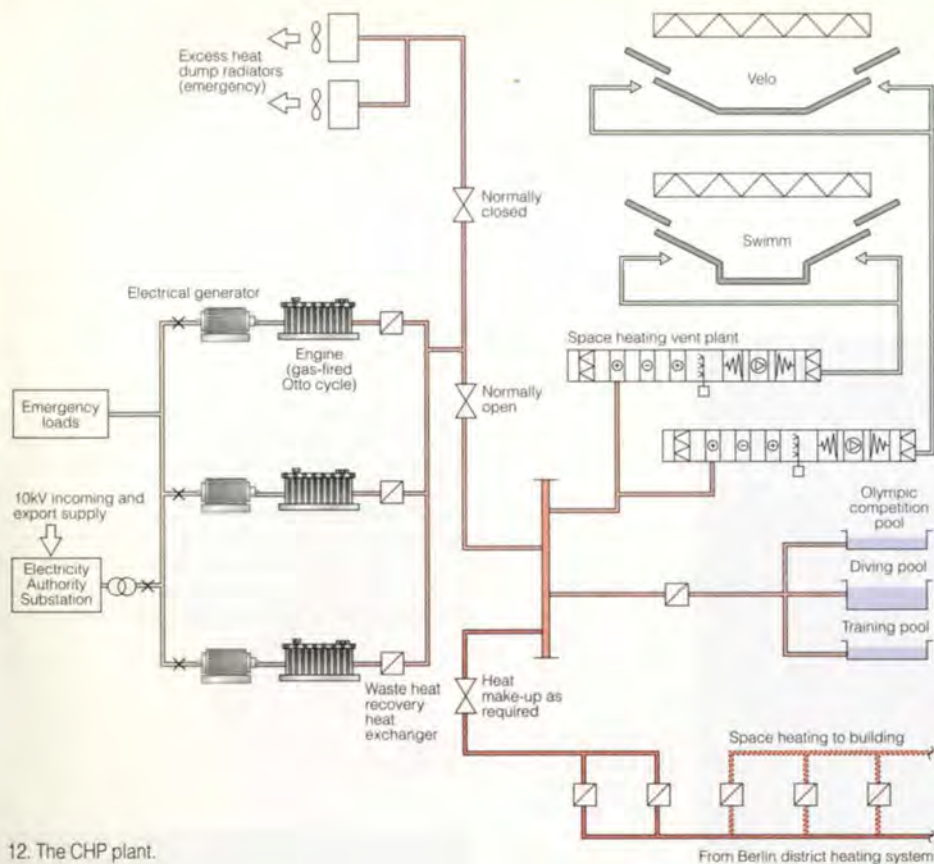 Excess heat
dump radiators
(emergency)
Velo
Normally
closed
Swimm
Electrical generator
Engine
(gas-fired
Otto cycle)
Space heating vent plant
Normally
open
Emergency
loads
10kV incoming and
export supply
Electricity
Authority
Substation
Olympic
competition
pool
Diving pool
Training pool
Waste heat
recovery
heat
exchanger
Heat
make-up as
required
Space heating to building
12. The CHP plant.
From Berlin district heating system